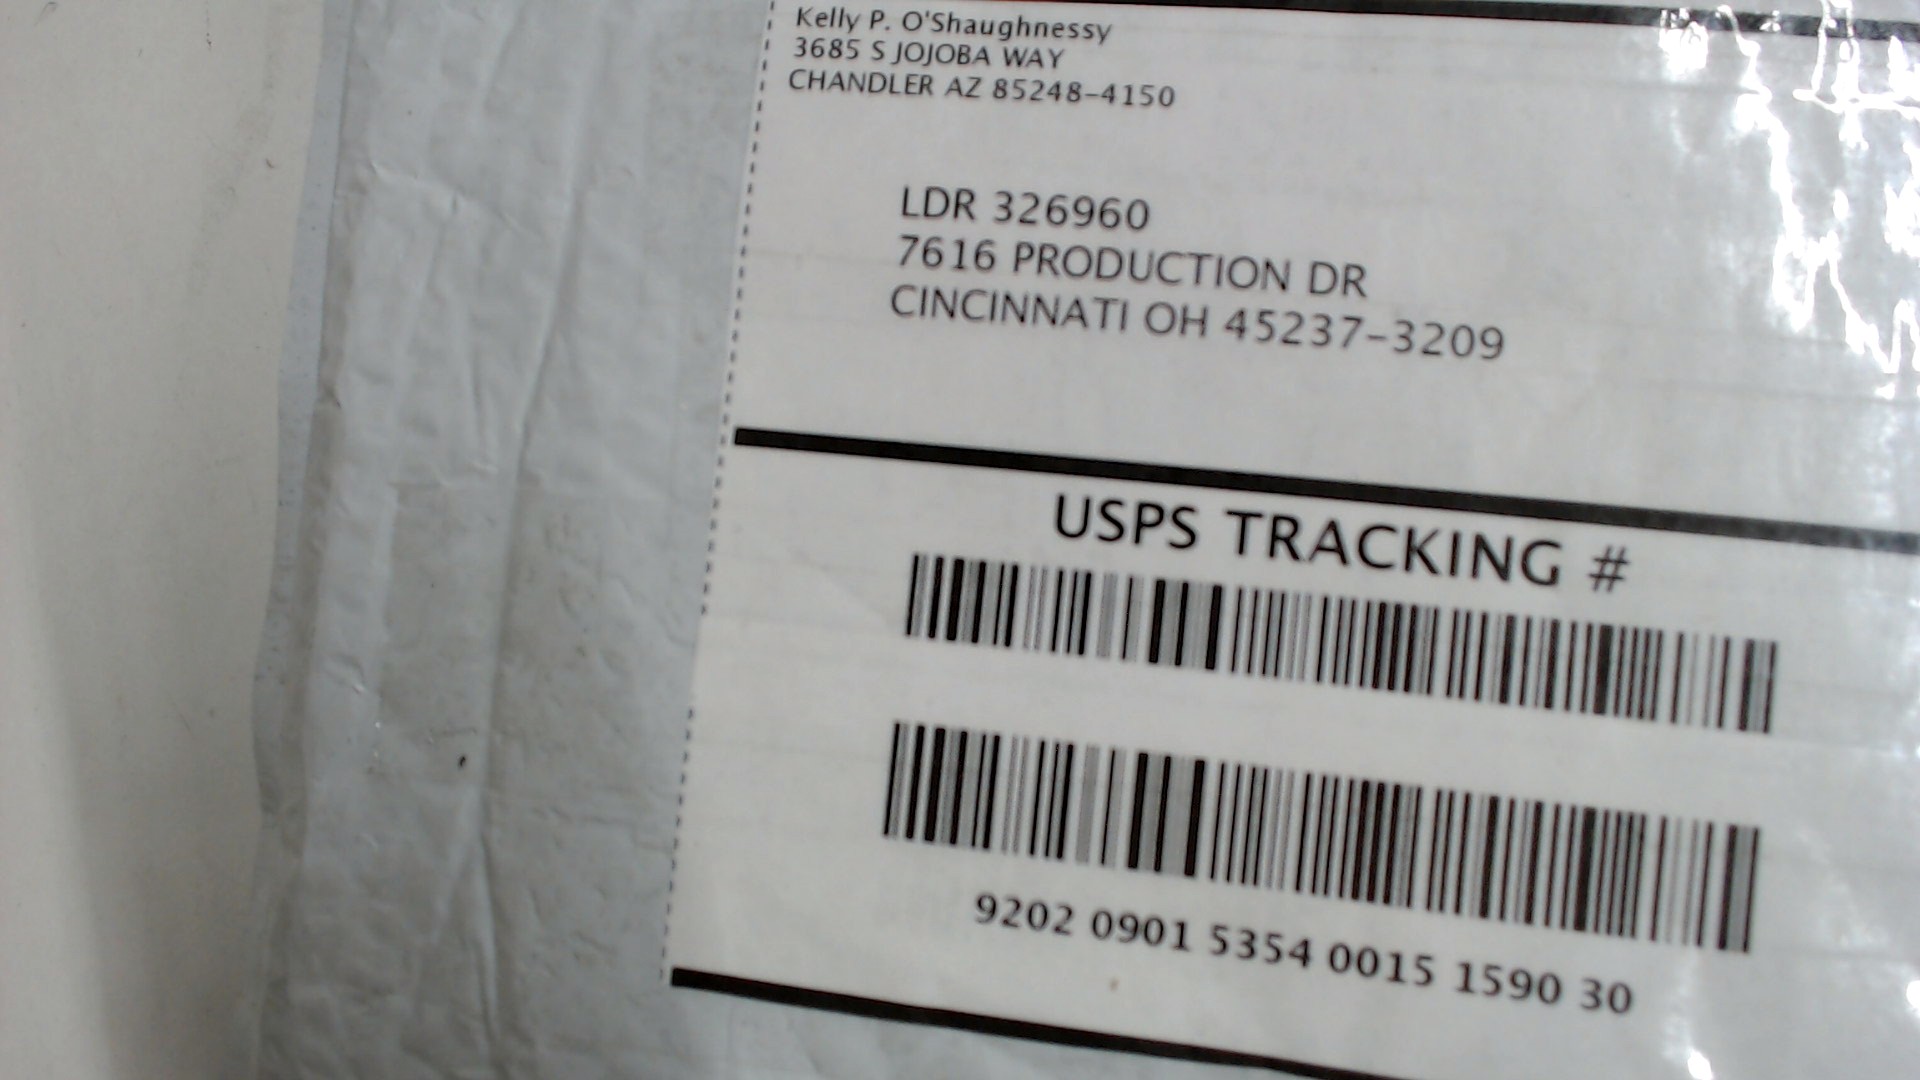 Kelly P. O'Shaughnessy
3685 S JOJOBA WAY
CHANDLER AZ 85248-4150
LDR 326960
7616 PRODUCTION DR
CINCINNATI OH 45237-3209
USPS TRACKING #
9202 0901 5354 0015 1590 30